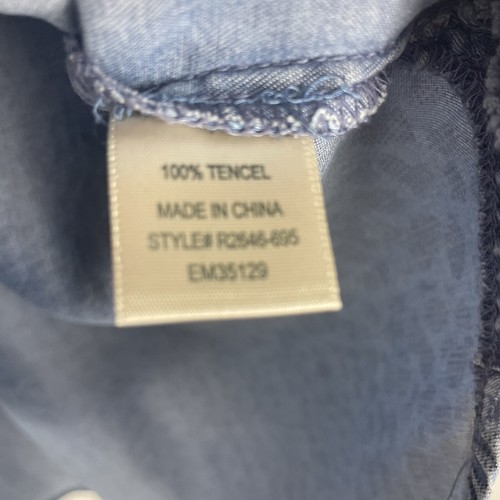 100% TENCEL
MADE IN CHINA
STYLE# R2646-695
EM35129